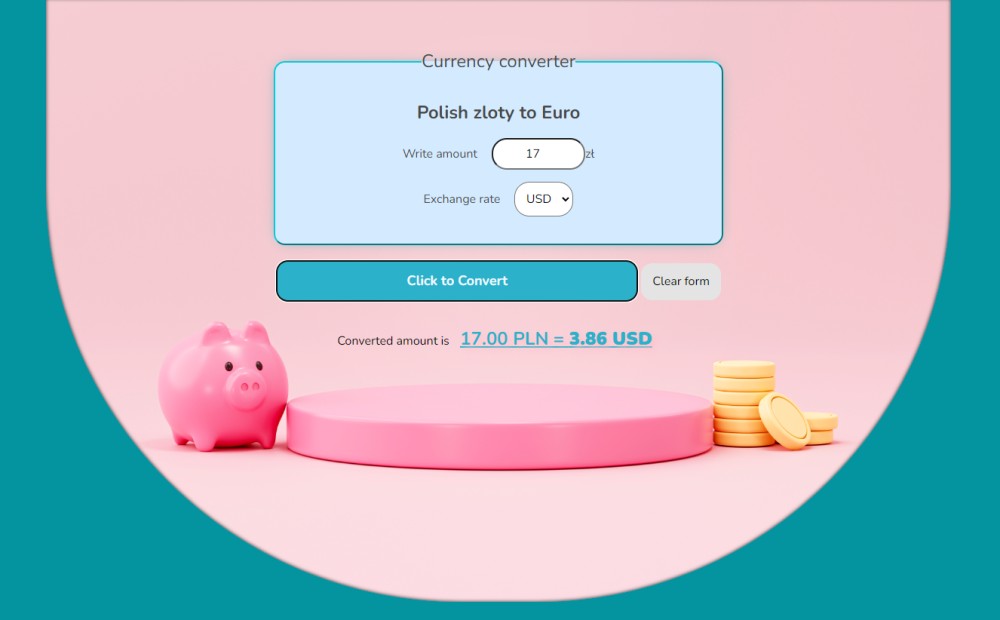 Currency converter
Polish zloty to Euro
Write amount 17 zł
Exchange rate USD
Click to Convert Clear form
Converted amount is 17.00 PLN = 3.86 USD